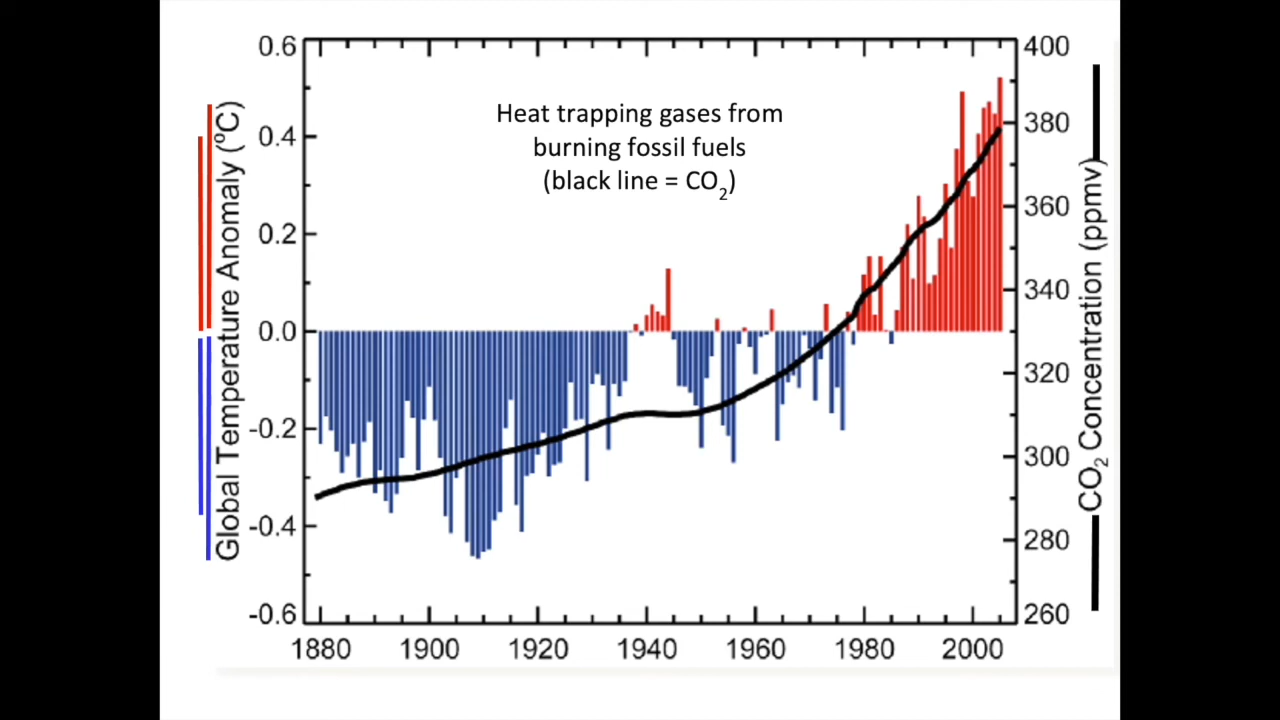 Heat trapping gases from
burning fossil fuels
(black line = CO₂)
Global Temperature Anomaly (ºC)
0.6
0.4
0.2
0.0
-0.2
-0.4
-0.6
CO₂ Concentration (ppmv)
400
380
360
340
320
300
280
260
1880 1900 1920 1940 1960 1980 2000